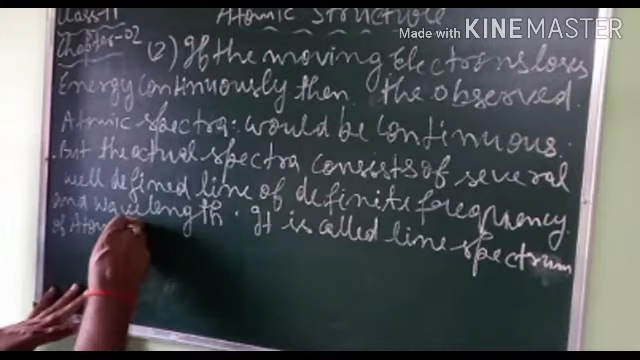 Class-11 Atomic Structure
Made with KINEMASTER
Chapter-02
(2) If the moving Electrons loses
Energy continuously then the observed
Atomic spectra would be continuous.
But the actual spectra consists of several
well defined line of definite frequency
and wavelength. It is called line spectrum
of Atom